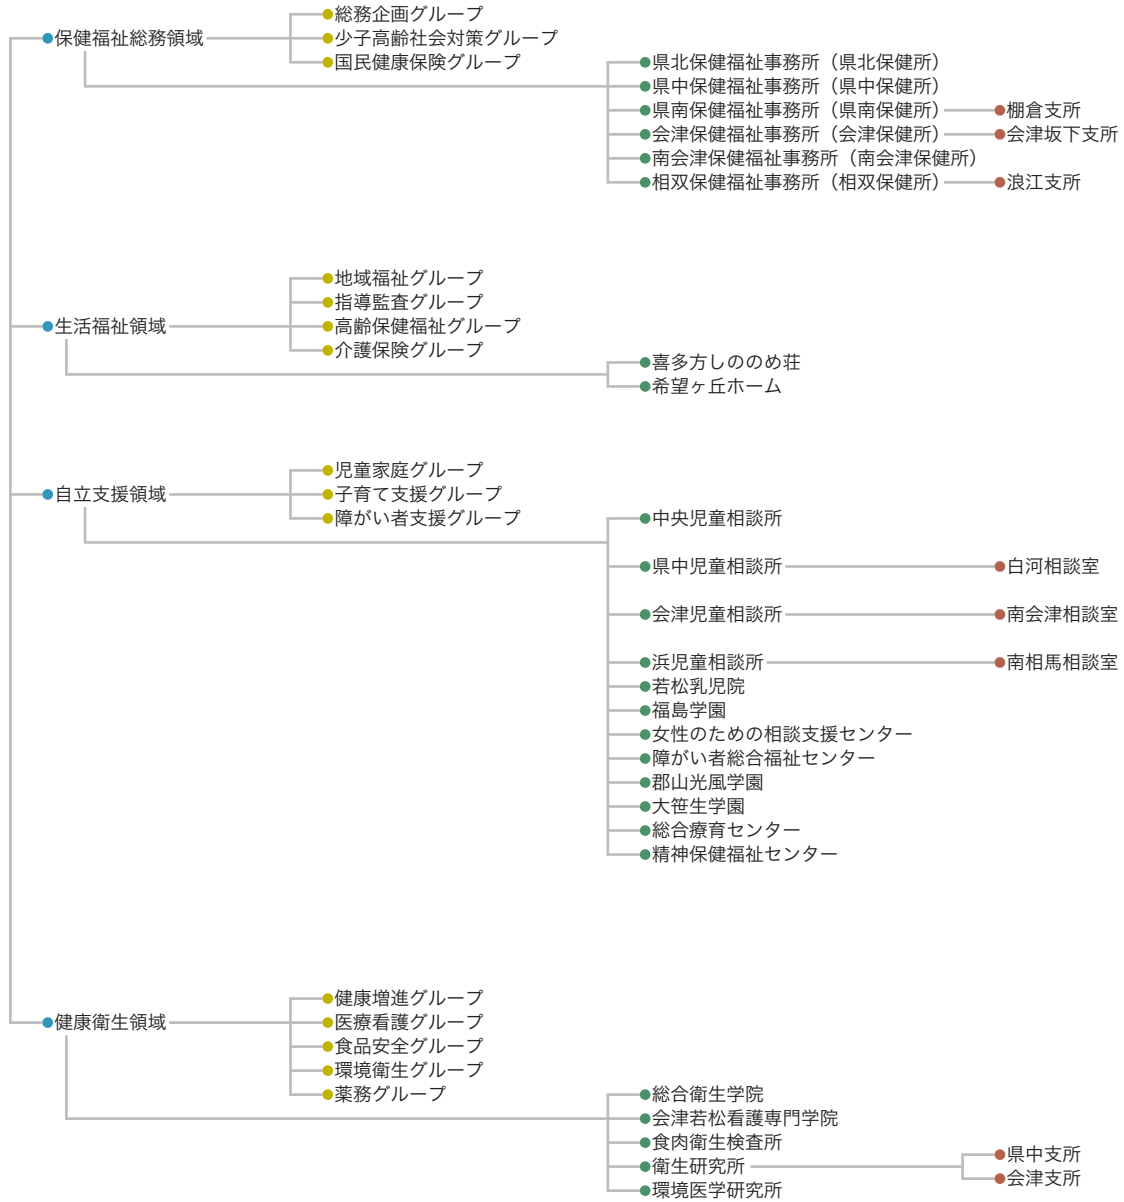 総務企画グループ
保健福祉総務領域
少子高齢社会対策グループ
国民健康保険グループ
県北保健福祉事務所（県北保健所）
県中保健福祉事務所（県中保健所）
県南保健福祉事務所（県南保健所）
棚倉支所
会津保健福祉事務所（会津保健所）
会津坂下支所
南会津保健福祉事務所（南会津保健所）
相双保健福祉事務所（相双保健所）
浪江支所
地域福祉グループ
指導監査グループ
生活福祉領域
高齢保健福祉グループ
介護保険グループ
喜多方しののめ荘
希望ヶ丘ホーム
児童家庭グループ
自立支援領域
子育て支援グループ
障がい者支援グループ
中央児童相談所
県中児童相談所
白河相談室
会津児童相談所
南会津相談室
浜児童相談所
南相馬相談室
若松乳児院
福島学園
女性のための相談支援センター
障がい者総合福祉センター
郡山光風学園
大笹生学園
総合療育センター
精神保健福祉センター
健康増進グループ
健康衛生領域
医療看護グループ
食品安全グループ
環境衛生グループ
薬務グループ
総合衛生学院
会津若松看護専門学院
食肉衛生検査所
県中支所
衛生研究所
会津支所
環境医学研究所